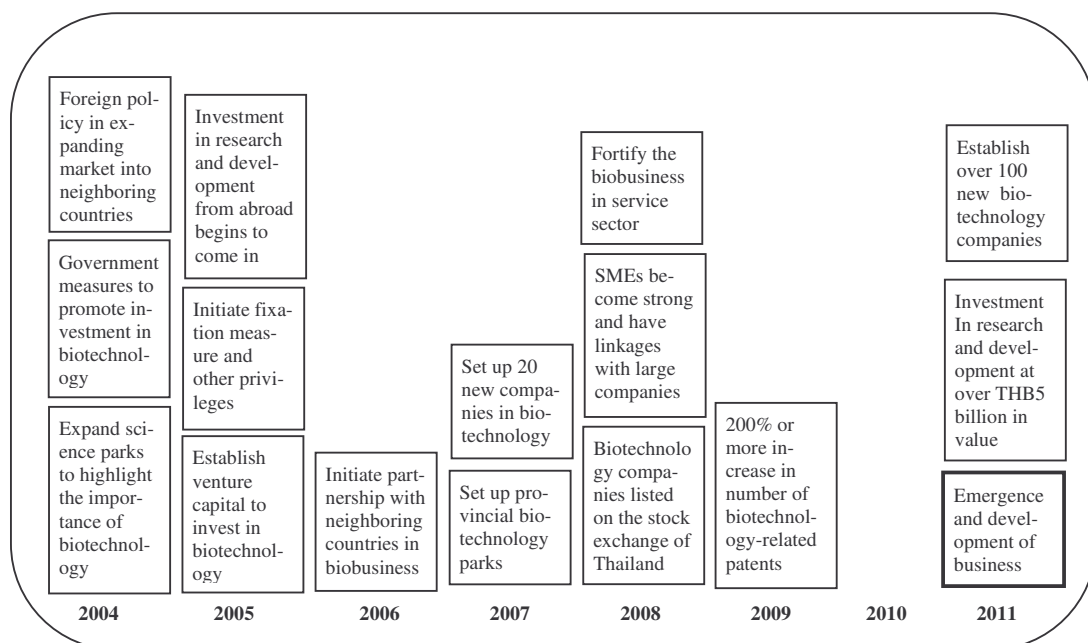 Foreign pol-
icy in ex-
panding
market into
neighboring
countries
Government
measures to
promote in-
vestment in
biotechnol-
ogy
Expand sci-
ence parks
to highlight
the impor-
tance of
biotechnol-
ogy
2004
Investment
in research
and devel-
opment
from abroad
begins to
come in
Initiate fixa-
tion meas-
ure and
other privi-
leges
Establish
venture
capital to
invest in
biotechnol-
ogy
2005
Initiate part-
nership with
neighboring
countries in
biobusiness
2006
Set up 20
new compa-
nies in bio-
technology
Set up pro-
vincial bio-
technology
parks
2007
Fortify the
biobusiness
in service
sector
SMEs be-
come strong
and have
linkages
with large
companies
Biotechnolo
gy compa-
nies listed
on the stock
exchange of
Thailand
2008
200% or
more in-
crease in
number of
biotechnol-
ogy-related
patents
2009
2010
Establish
over 100
new bio-
technology
companies
Investment
In research
and devel-
opment at
over THB5
billion in
value
Emergence
and devel-
opment of
business
2011